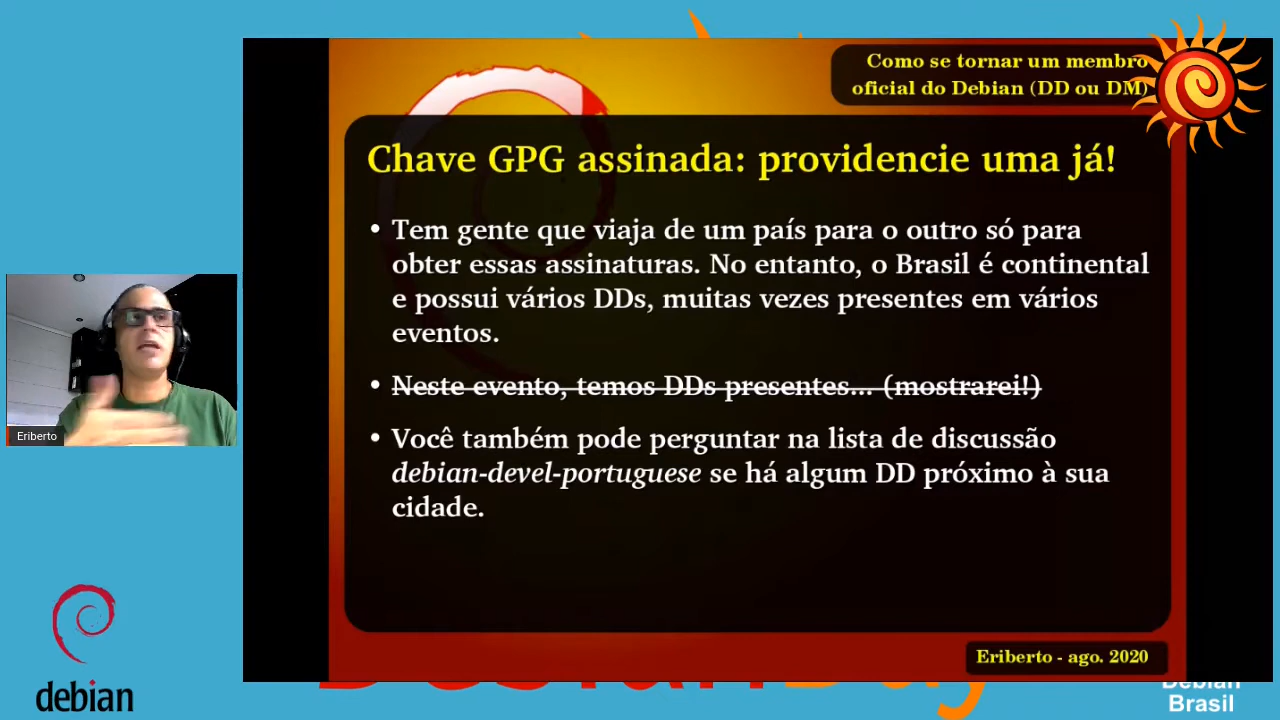 Como se tornar um membro
oficial do Debian (DD ou DM)
Chave GPG assinada: providencie uma já!
• Tem gente que viaja de um país para o outro só para
obter essas assinaturas. No entanto, o Brasil é continental
e possui vários DDs, muitas vezes presentes em vários
eventos.
• Neste evento, temos DDs presentes... (mostrarei!)
• Você também pode perguntar na lista de discussão
debian-devel-portuguese se há algum DD próximo à sua
cidade.
Eriberto
Eriberto - ago. 2020
debian
Debian
Brasil